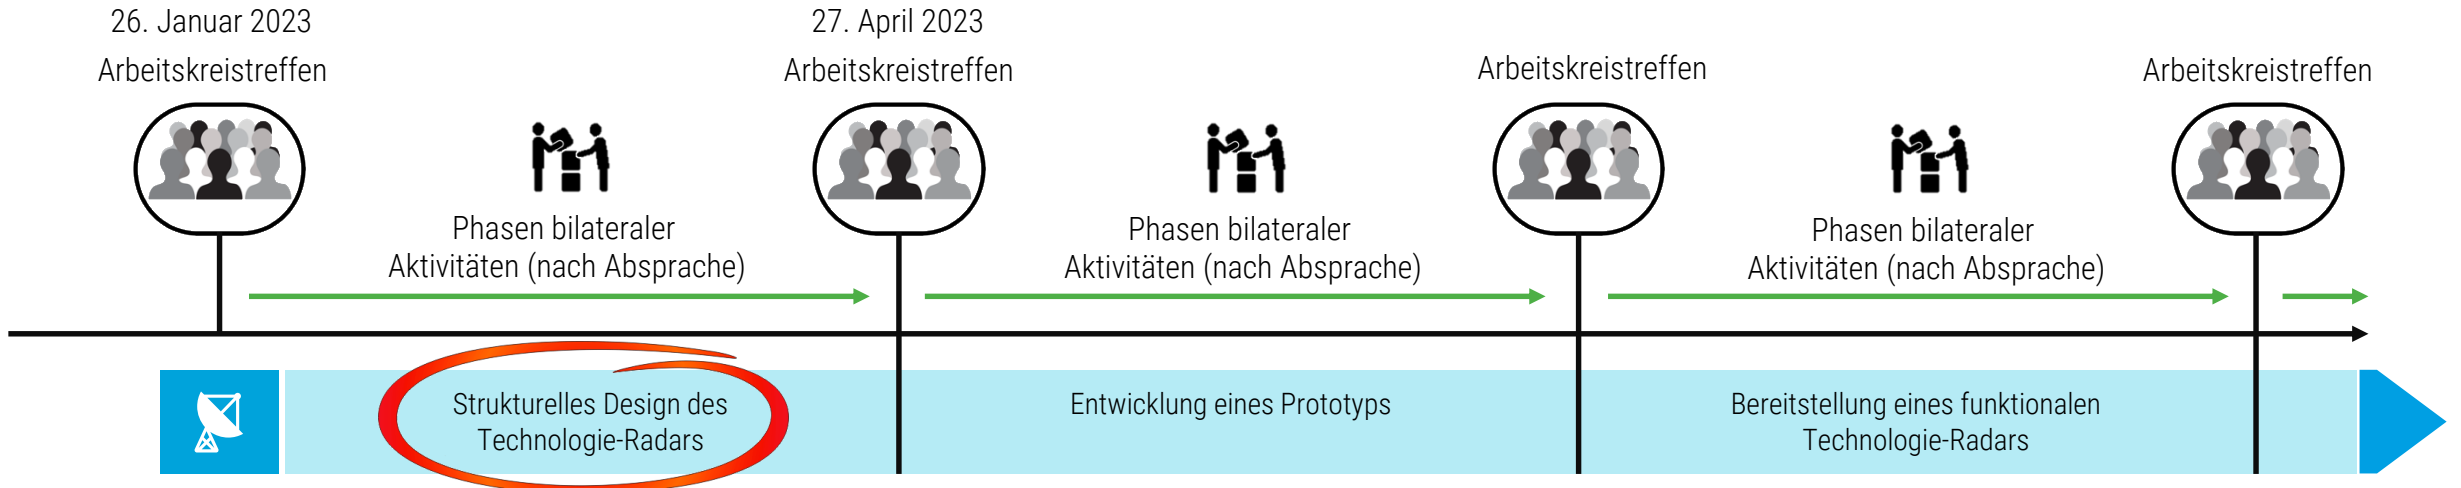 26. Januar 2023
Arbeitskreistreffen
27. April 2023
Arbeitskreistreffen
Arbeitskreistreffen
Arbeitskreistreffen
Phasen bilateraler
Aktivitäten (nach Absprache)
Phasen bilateraler
Aktivitäten (nach Absprache)
Phasen bilateraler
Aktivitäten (nach Absprache)
Strukturelles Design des
Technologie-Radars
Entwicklung eines Prototyps
Bereitstellung eines funktionalen
Technologie-Radars